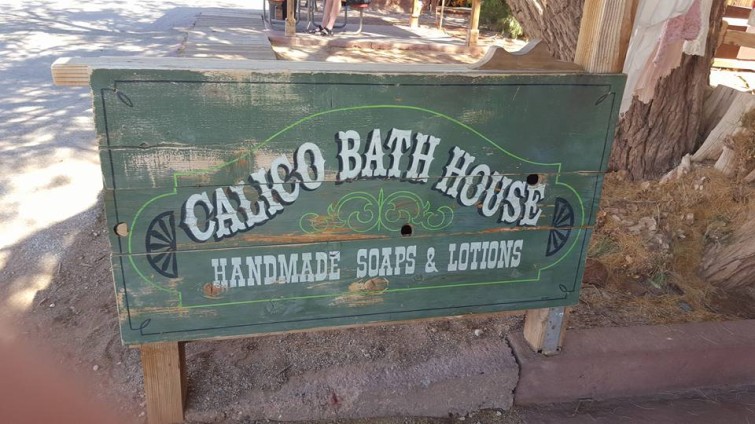 CALICO BATH HOUSE
HANDMADE SOAPS & LOTIONS